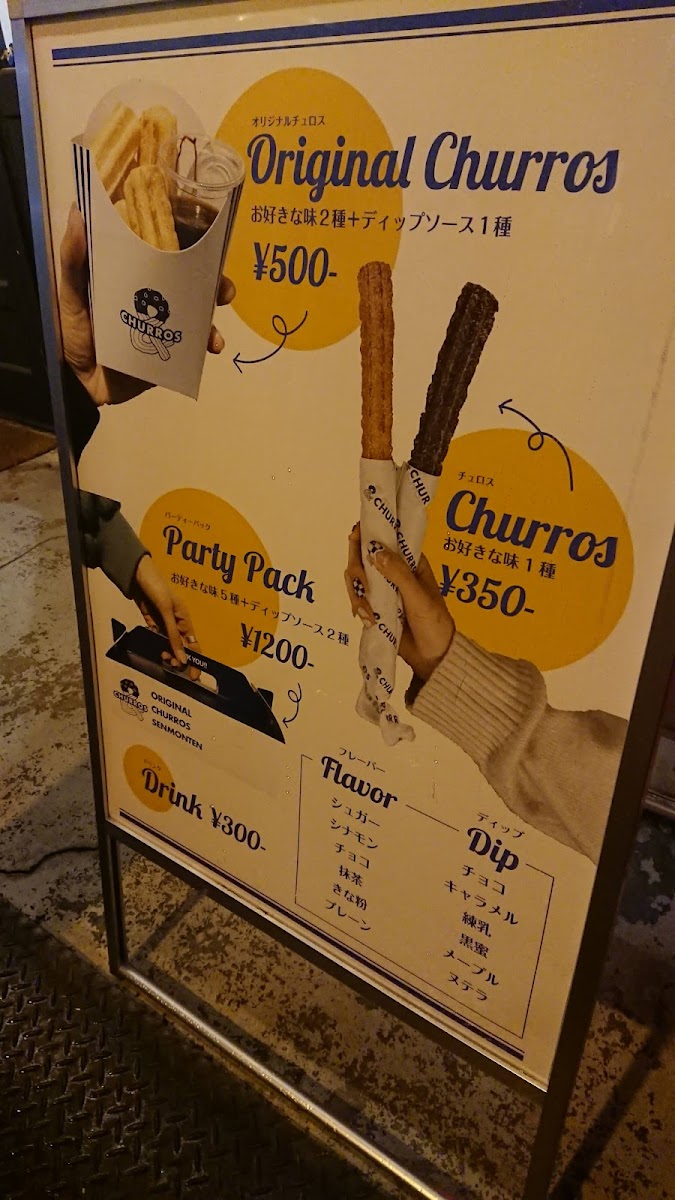 オリジナルチュロス
Original Churros
お好きな味2種+ディップソース1種
¥500-
CHURROS
チュロス
Churros
お好きな味1種
¥350-
パーティーパック
Party Pack
お好きな味5種+ディップソース2種
¥1200-
CHURROS
ORIGINAL
CHURROS
SENMONTEN
ドリンク
Drink ¥300-
フレーバー
Flavor
シュガー
シナモン
チョコ
抹茶
きな粉
プレーン
ディップ
Dip
チョコ
キャラメル
練乳
黒蜜
メープル
ヌテラ